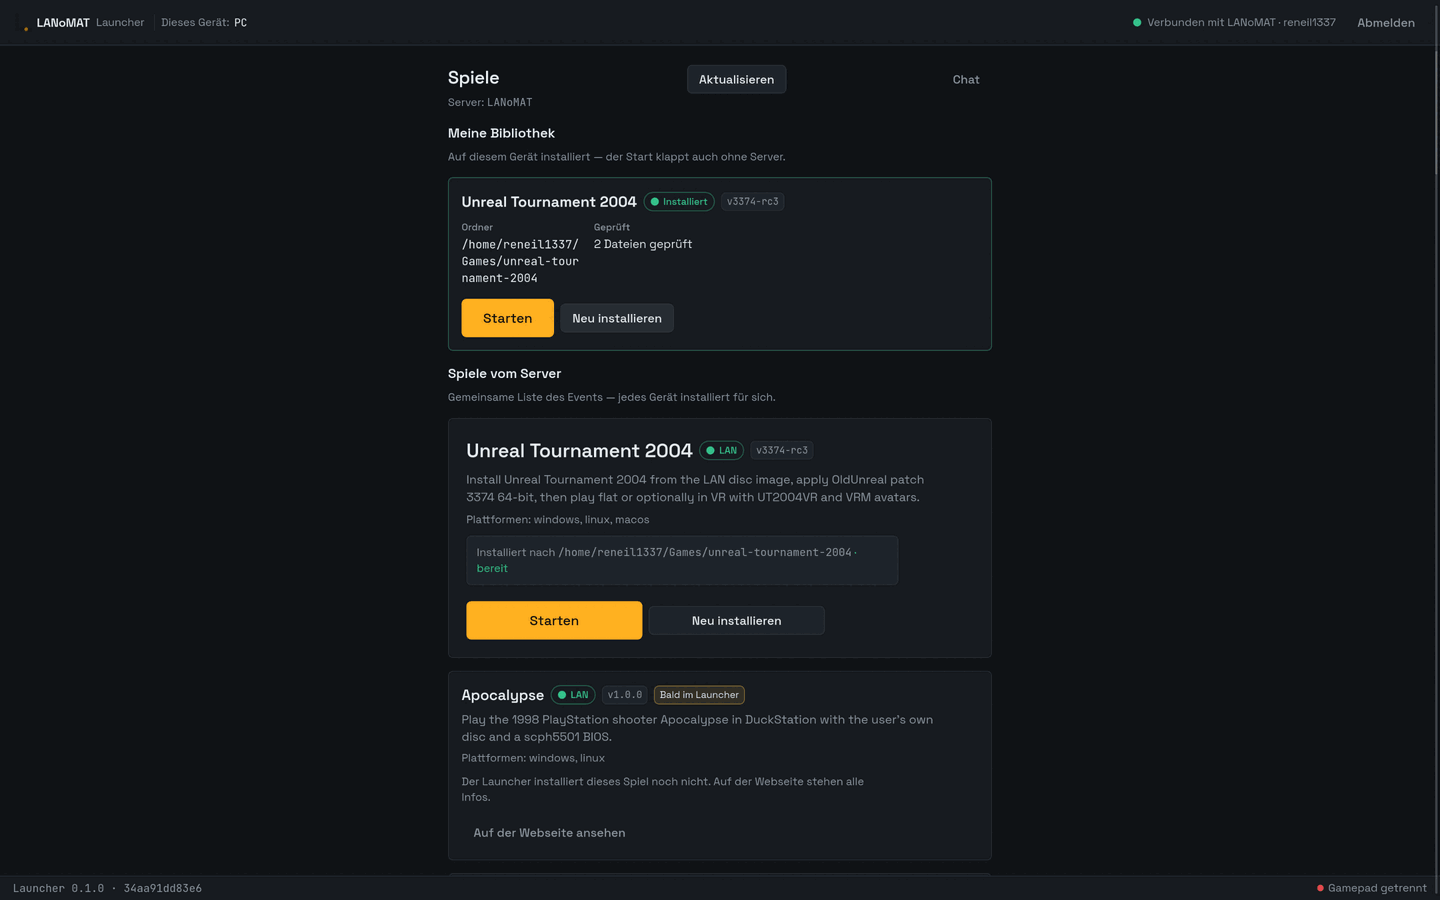 LANoMAT Launcher Dieses Gerät: PC
Verbunden mit LANoMAT · reneil1337 Abmelden
Spiele Aktualisieren Chat
Server: LANoMAT
Meine Bibliothek
Auf diesem Gerät installiert — der Start klappt auch ohne Server.
Unreal Tournament 2004 Installiert v3374-rc3
Ordner Geprüft
/home/reneil1337/ 2 Dateien geprüft
Games/unreal-tour
nament-2004
Starten Neu installieren
Spiele vom Server
Gemeinsame Liste des Events — jedes Gerät installiert für sich.
Unreal Tournament 2004 LAN v3374-rc3
Install Unreal Tournament 2004 from the LAN disc image, apply OldUnreal patch
3374 64-bit, then play flat or optionally in VR with UT2004VR and VRM avatars.
Plattformen: windows, linux, macos
Installiert nach /home/reneil1337/Games/unreal-tournament-2004 ·
bereit
Starten Neu installieren
Apocalypse LAN v1.0.0 Bald im Launcher
Play the 1998 PlayStation shooter Apocalypse in DuckStation with the user's own
disc and a scph5501 BIOS.
Plattformen: windows, linux
Der Launcher installiert dieses Spiel noch nicht. Auf der Webseite stehen alle
Infos.
Auf der Webseite ansehen
Launcher 0.1.0 · 34aa91dd83e6 Gamepad getrennt